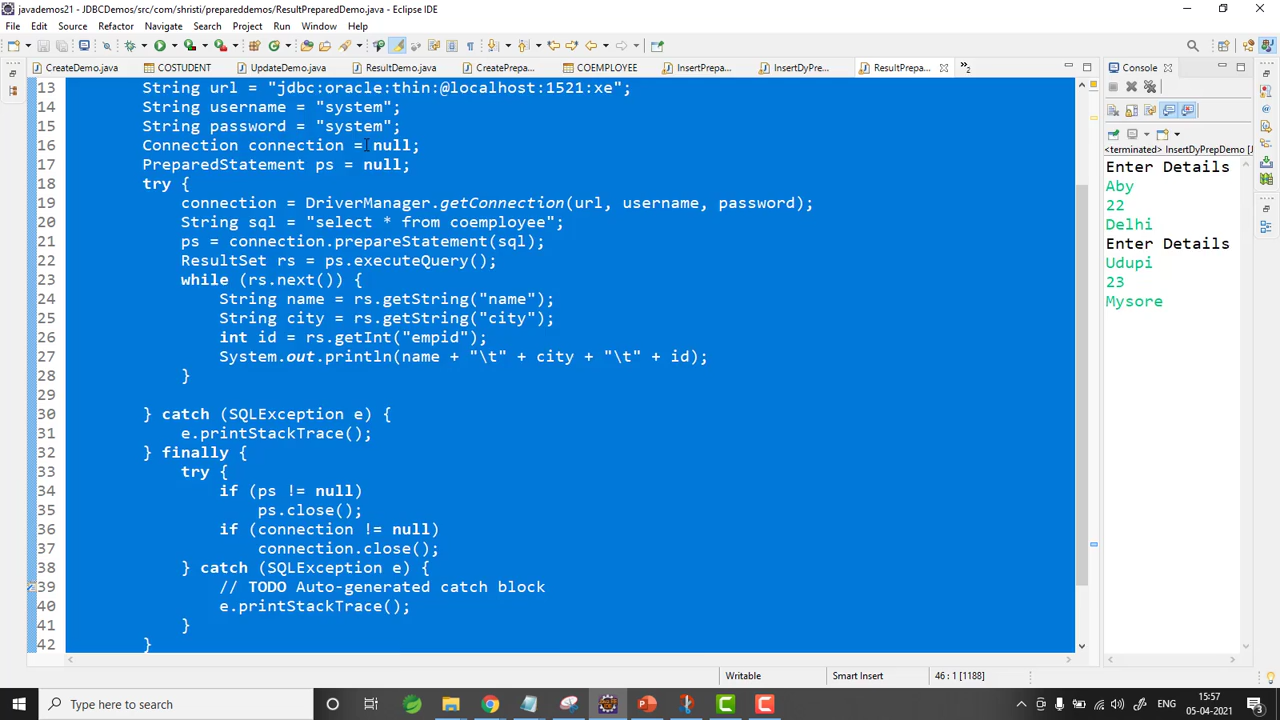 javademos21 - JDBCDemos/src/com/shristi/prepareddemos/ResultPreparedDemo.java - Eclipse IDE
File Edit Source Refactor Navigate Search Project Run Window Help
CreateDemo.java COSTUDENT UpdateDemo.java ResultDemo.java CreatePrepa... COEMPLOYEE InsertPrepa... InsertDyPre... ResultPrepa... »2 Console
13 String url = "jdbc:oracle:thin:@localhost:1521:xe";
14 String username = "system";
15 String password = "system";
16 Connection connection = null;
17 PreparedStatement ps = null;
18 try {
19 connection = DriverManager.getConnection(url, username, password);
20 String sql = "select * from coemployee";
21 ps = connection.prepareStatement(sql);
22 ResultSet rs = ps.executeQuery();
23 while (rs.next()) {
24 String name = rs.getString("name");
25 String city = rs.getString("city");
26 int id = rs.getInt("empid");
27 System.out.println(name + "\t" + city + "\t" + id);
28 }
29
30 } catch (SQLException e) {
31 e.printStackTrace();
32 } finally {
33 try {
34 if (ps != null)
35 ps.close();
36 if (connection != null)
37 connection.close();
38 } catch (SQLException e) {
39 // TODO Auto-generated catch block
40 e.printStackTrace();
41 }
42 }
<terminated> InsertDyPrepDemo [J
Enter Details
Aby
22
Delhi
Enter Details
Udupi
23
Mysore
Writable Smart Insert 46 : 1 [1188]
Type here to search
ENG
15:57
05-04-2021
3